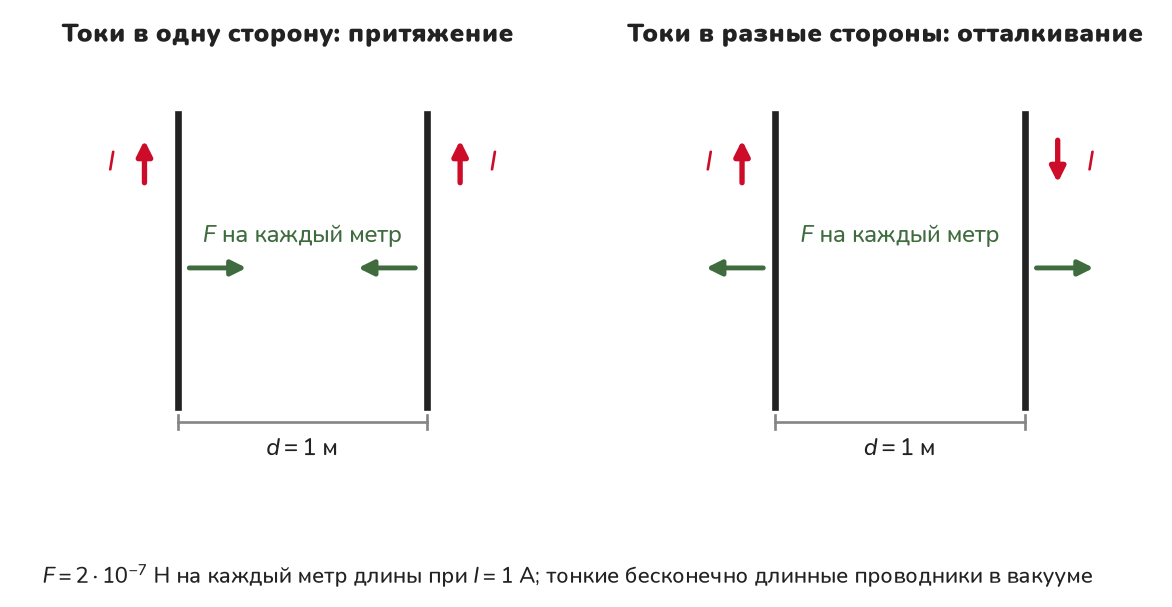 Токи в одну сторону: притяжение
Токи в разные стороны: отталкивание
I
I
I
I
F на каждый метр
F на каждый метр
d = 1 м
d = 1 м
F = 2 · 10⁻⁷ Н на каждый метр длины при I = 1 А; тонкие бесконечно длинные проводники в вакууме